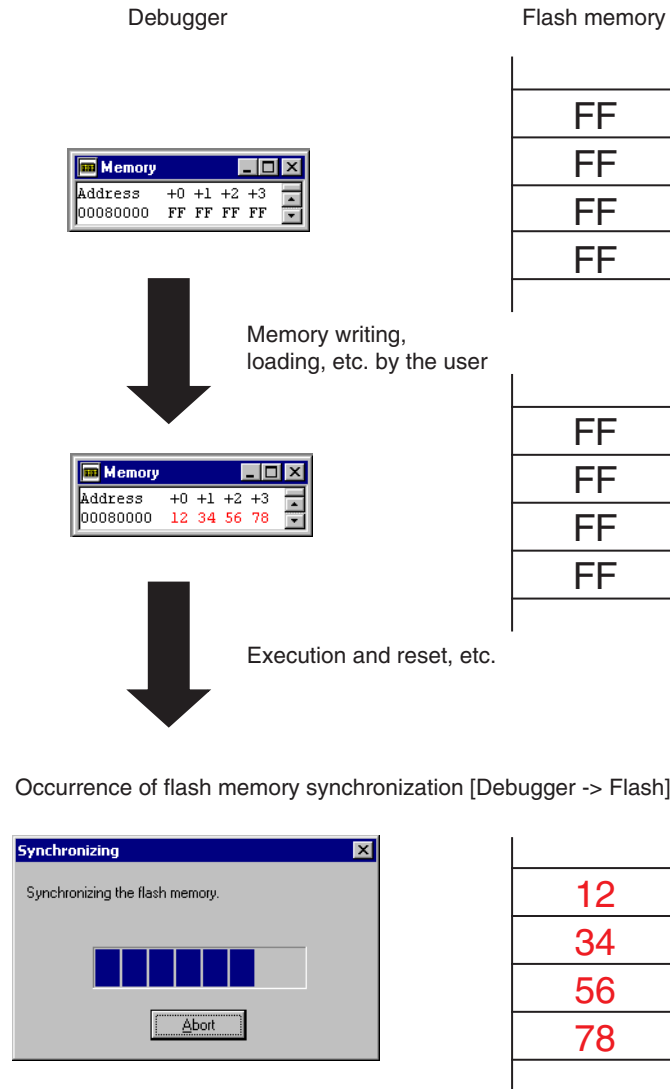 Debugger
Flash memory
FF
FF
FF
FF
Memory
Address +0 +1 +2 +3
00080000 FF FF FF FF
Memory writing,
loading, etc. by the user
FF
FF
FF
FF
Memory
Address +0 +1 +2 +3
00080000 12 34 56 78
Execution and reset, etc.
Occurrence of flash memory synchronization [Debugger -> Flash]
Synchronizing
Synchronizing the flash memory.
Abort
12
34
56
78